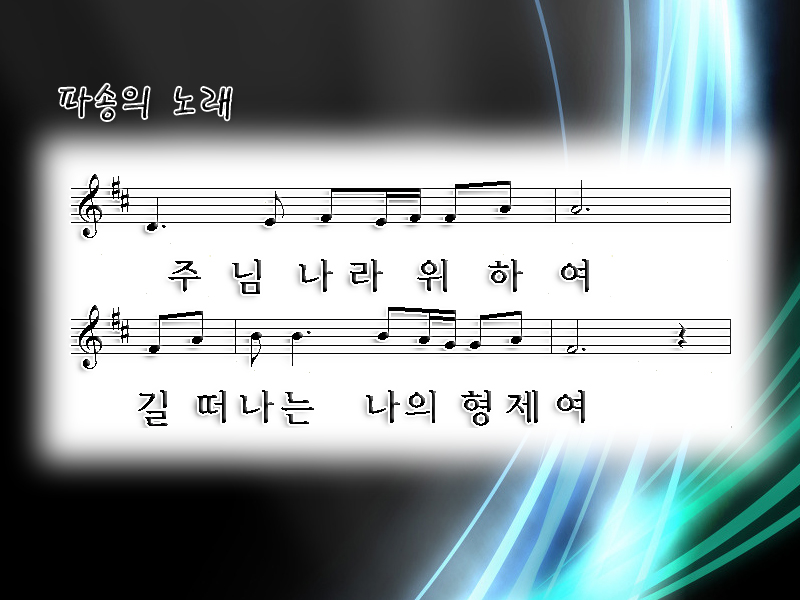 파송의 노래
주 님 나 라 위 하 여
길 떠 나 는 나 의 형 제 여